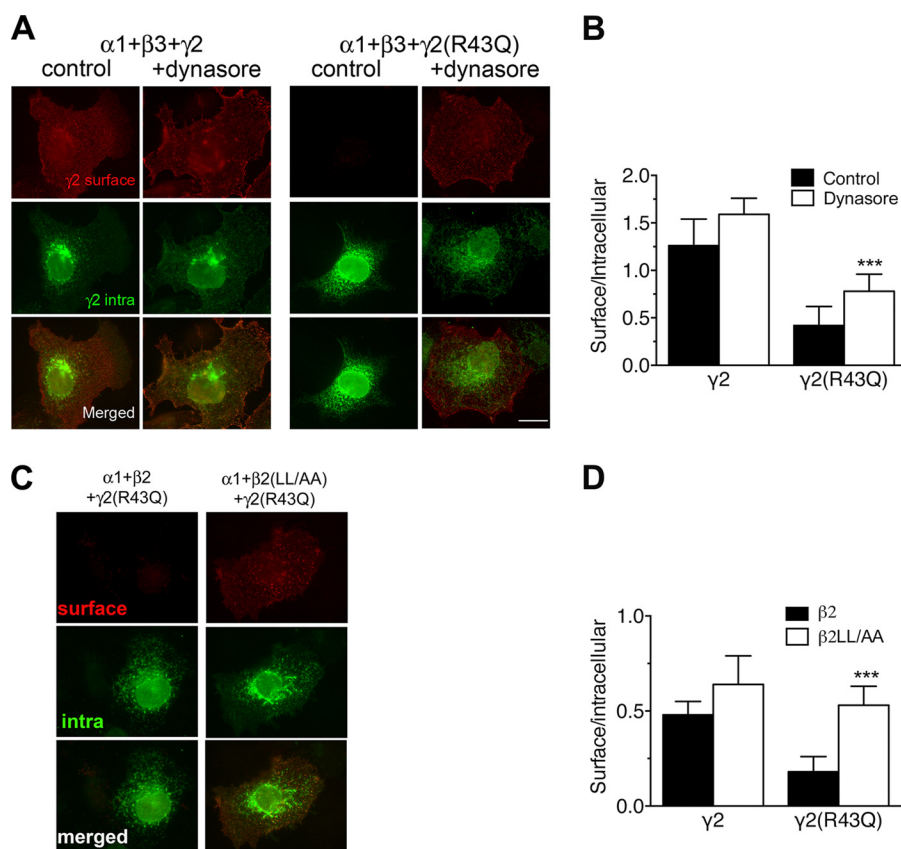 A
α1+β3+γ2
control
+dynasore
α1+β3+γ2(R43Q)
control
+dynasore
γ2 surface
γ2 intra
Merged
B
Control
Dynasore
Surface/Intracellular
2.0
1.5
1.0
0.5
0.0
***
γ2
γ2(R43Q)
C
α1+β2
+γ2(R43Q)
α1+β2(LL/AA)
+γ2(R43Q)
surface
intra
merged
D
β2
β2LL/AA
Surface/intracellular
1.0
0.5
0.0
***
γ2
γ2(R43Q)